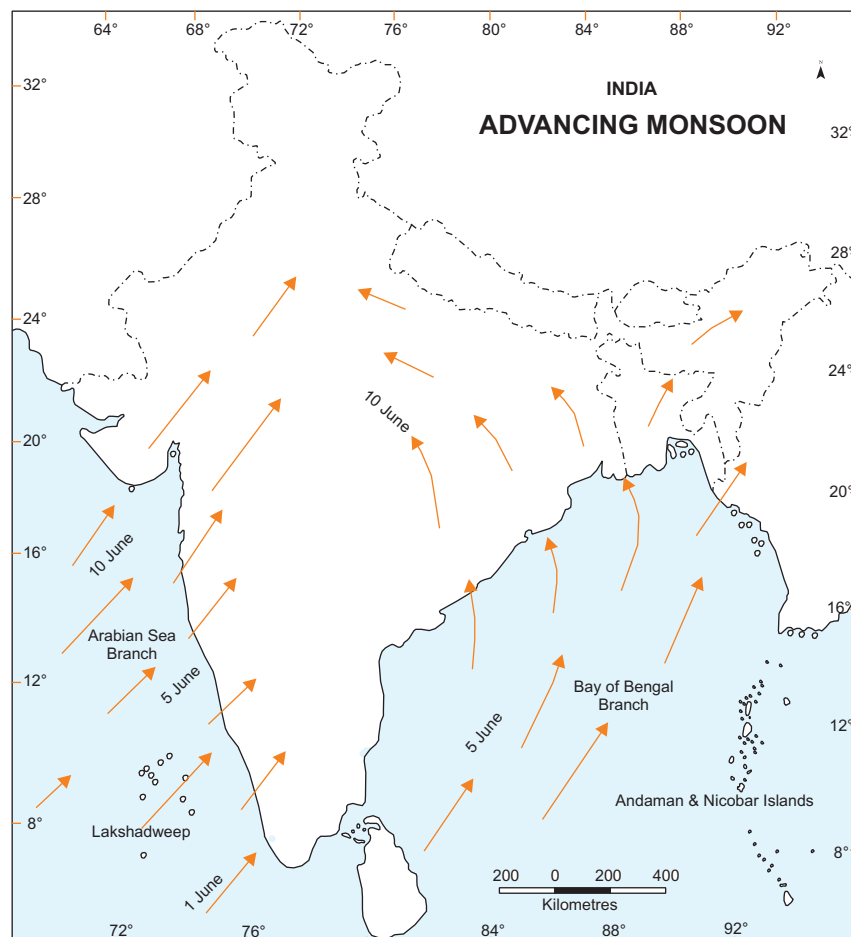 64° 68° 72° 76° 80° 84° 88° 92°
N
INDIA
ADVANCING MONSOON
32°
32°
28°
28°
24°
24°
10 June
20°
20°
16°
10 June
16°
Arabian Sea
Branch
5 June
12°
Bay of Bengal
Branch
12°
5 June
Andaman & Nicobar Islands
8°
Lakshadweep
8°
1 June
200 0 200 400
Kilometres
72° 76° 84° 88° 92°